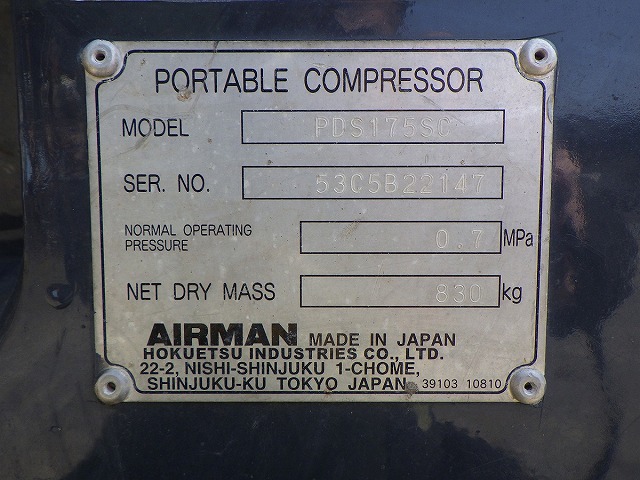 PORTABLE COMPRESSOR
MODEL PDS175SC
SER. NO. 53C5B22147
NORMAL OPERATING PRESSURE 0.7 MPa
NET DRY MASS 830 kg
AIRMAN MADE IN JAPAN
HOKUETSU INDUSTRIES CO., LTD.
22-2, NISHI-SHINJUKU 1-CHOME,
SHINJUKU-KU TOKYO JAPAN 39103 10810